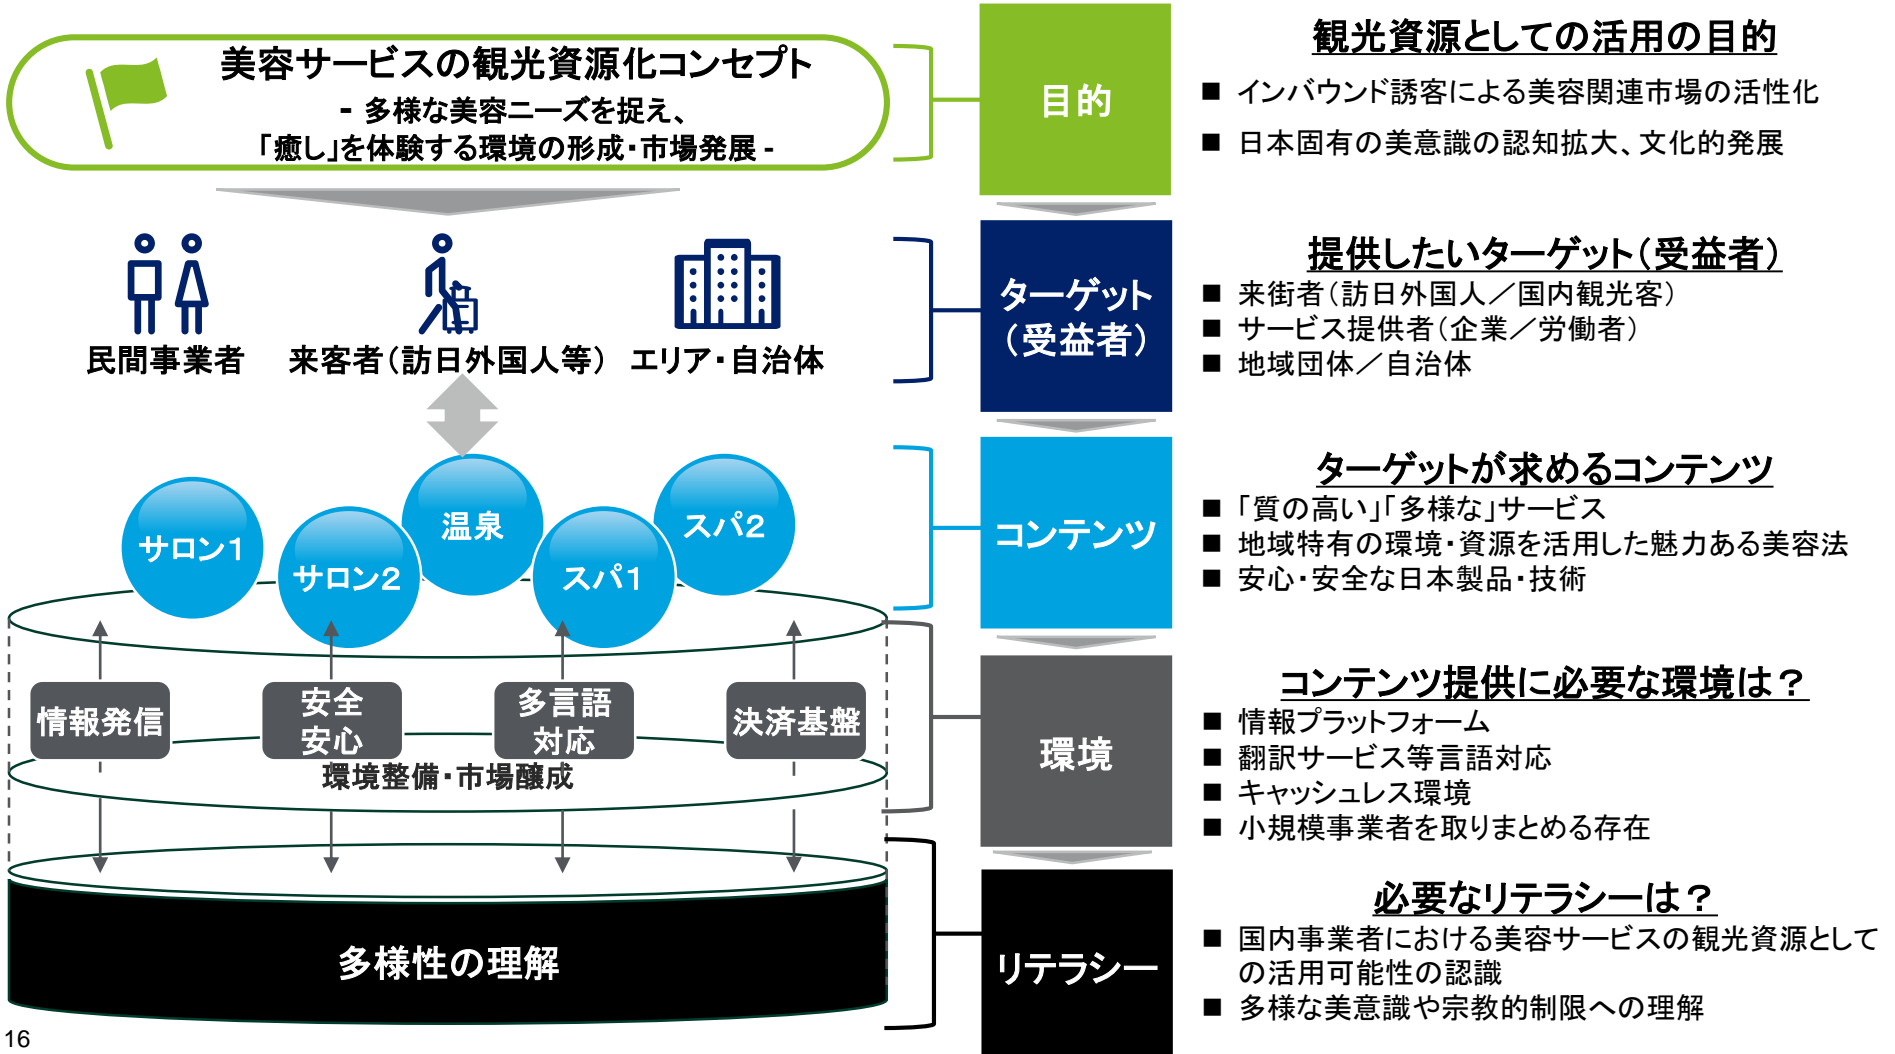 美容サービスの観光資源化コンセプト
- 多様な美容ニーズを捉え、
「癒し」を体験する環境の形成・市場発展 -
目的
観光資源としての活用の目的
■ インバウンド誘客による美容関連市場の活性化
■ 日本固有の美意識の認知拡大、文化的発展
民間事業者
来客者（訪日外国人等）
エリア・自治体
ターゲット
（受益者）
提供したいターゲット（受益者）
■ 来街者（訪日外国人／国内観光客）
■ サービス提供者（企業／労働者）
■ 地域団体／自治体
サロン1
サロン2
温泉
スパ1
スパ2
コンテンツ
ターゲットが求めるコンテンツ
■ 「質の高い」「多様な」サービス
■ 地域特有の環境・資源を活用した魅力ある美容法
■ 安心・安全な日本製品・技術
情報発信
安全
安心
多言語
対応
決済基盤
環境整備・市場醸成
環境
コンテンツ提供に必要な環境は？
■ 情報プラットフォーム
■ 翻訳サービス等言語対応
■ キャッシュレス環境
■ 小規模事業者を取りまとめる存在
多様性の理解
リテラシー
必要なリテラシーは？
■ 国内事業者における美容サービスの観光資源として
の活用可能性の認識
■ 多様な美意識や宗教的制限への理解
16